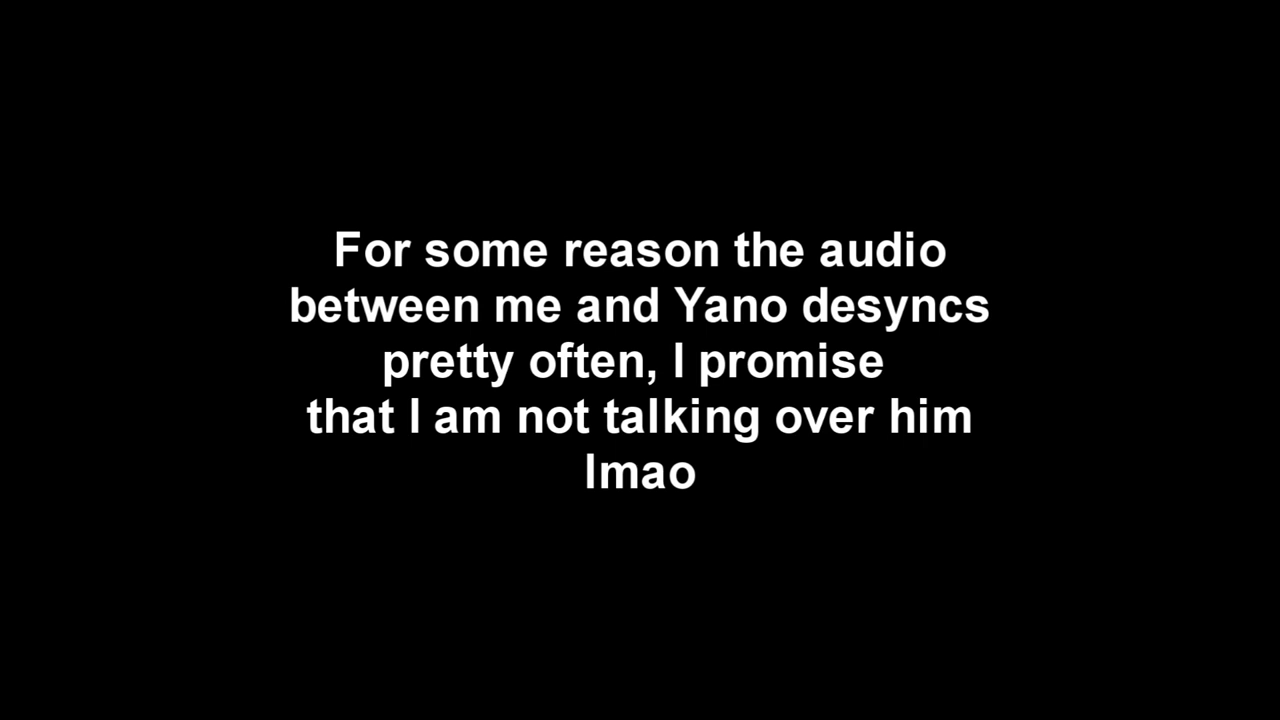 For some reason the audio
between me and Yano desyncs
pretty often, I promise
that I am not talking over him
lmao